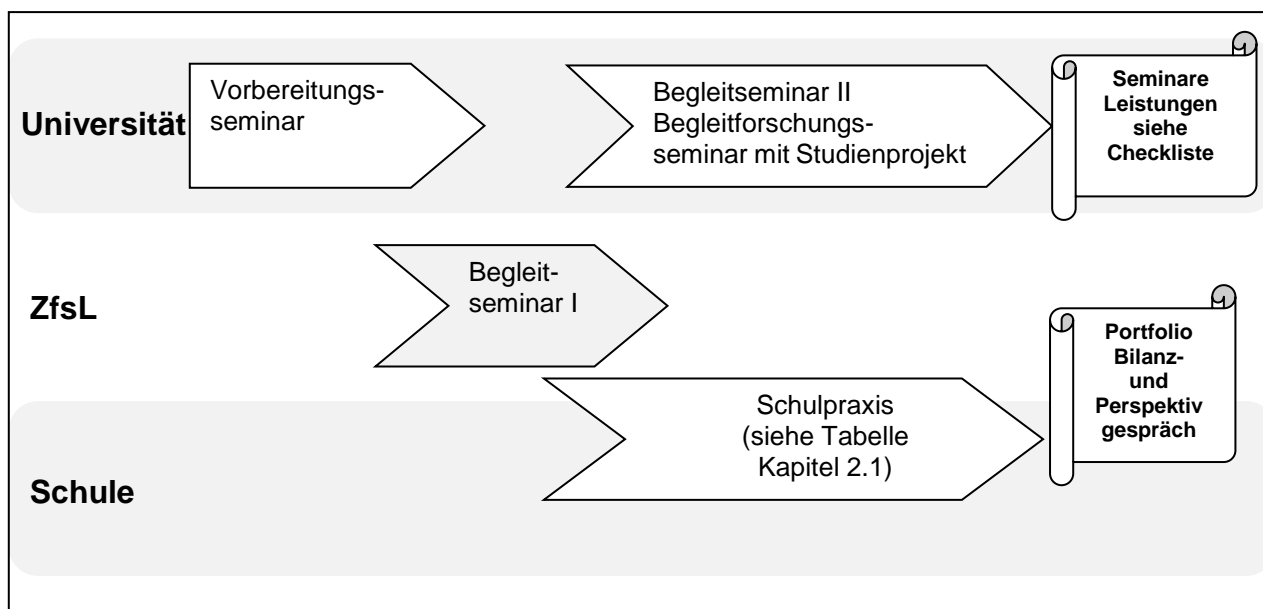 Universität
Vorbereitungs-
seminar
Begleitseminar II
Begleitforschungs-
seminar mit Studienprojekt
Seminare
Leistungen
siehe
Checkliste
ZfsL
Begleit-
seminar I
Portfolio
Bilanz-
und
Perspektiv
gespräch
Schule
Schulpraxis
(siehe Tabelle
Kapitel 2.1)